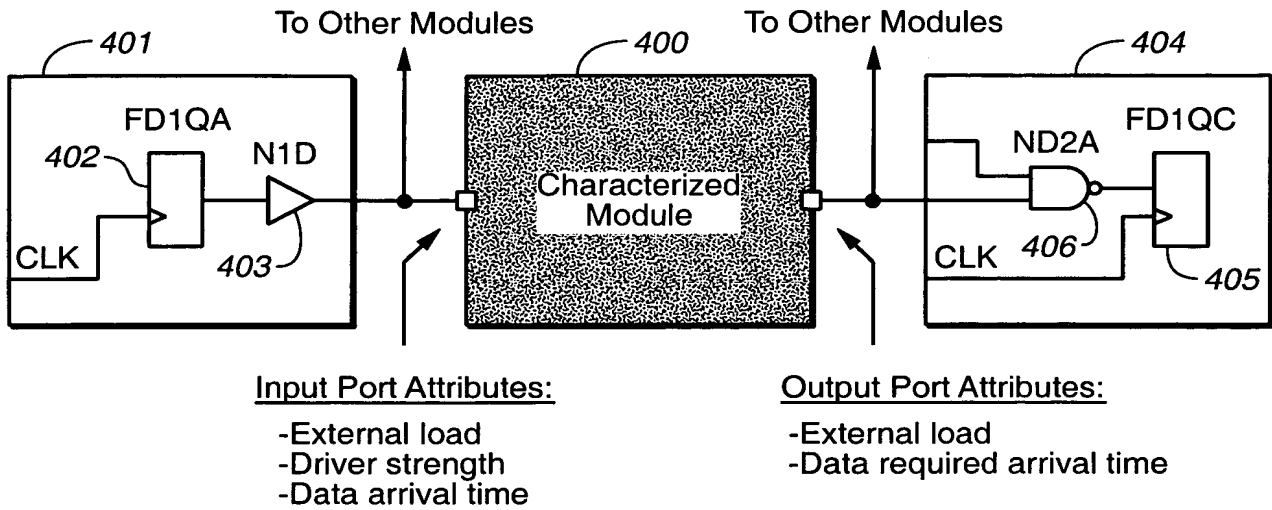 To Other Modules
To Other Modules
401
400
404
FD1QA
FD1QC
402
N1D
ND2A
Characterized
Module
403
406
CLK
CLK
405
Input Port Attributes:
-External load
-Driver strength
-Data arrival time
Output Port Attributes:
-External load
-Data required arrival time